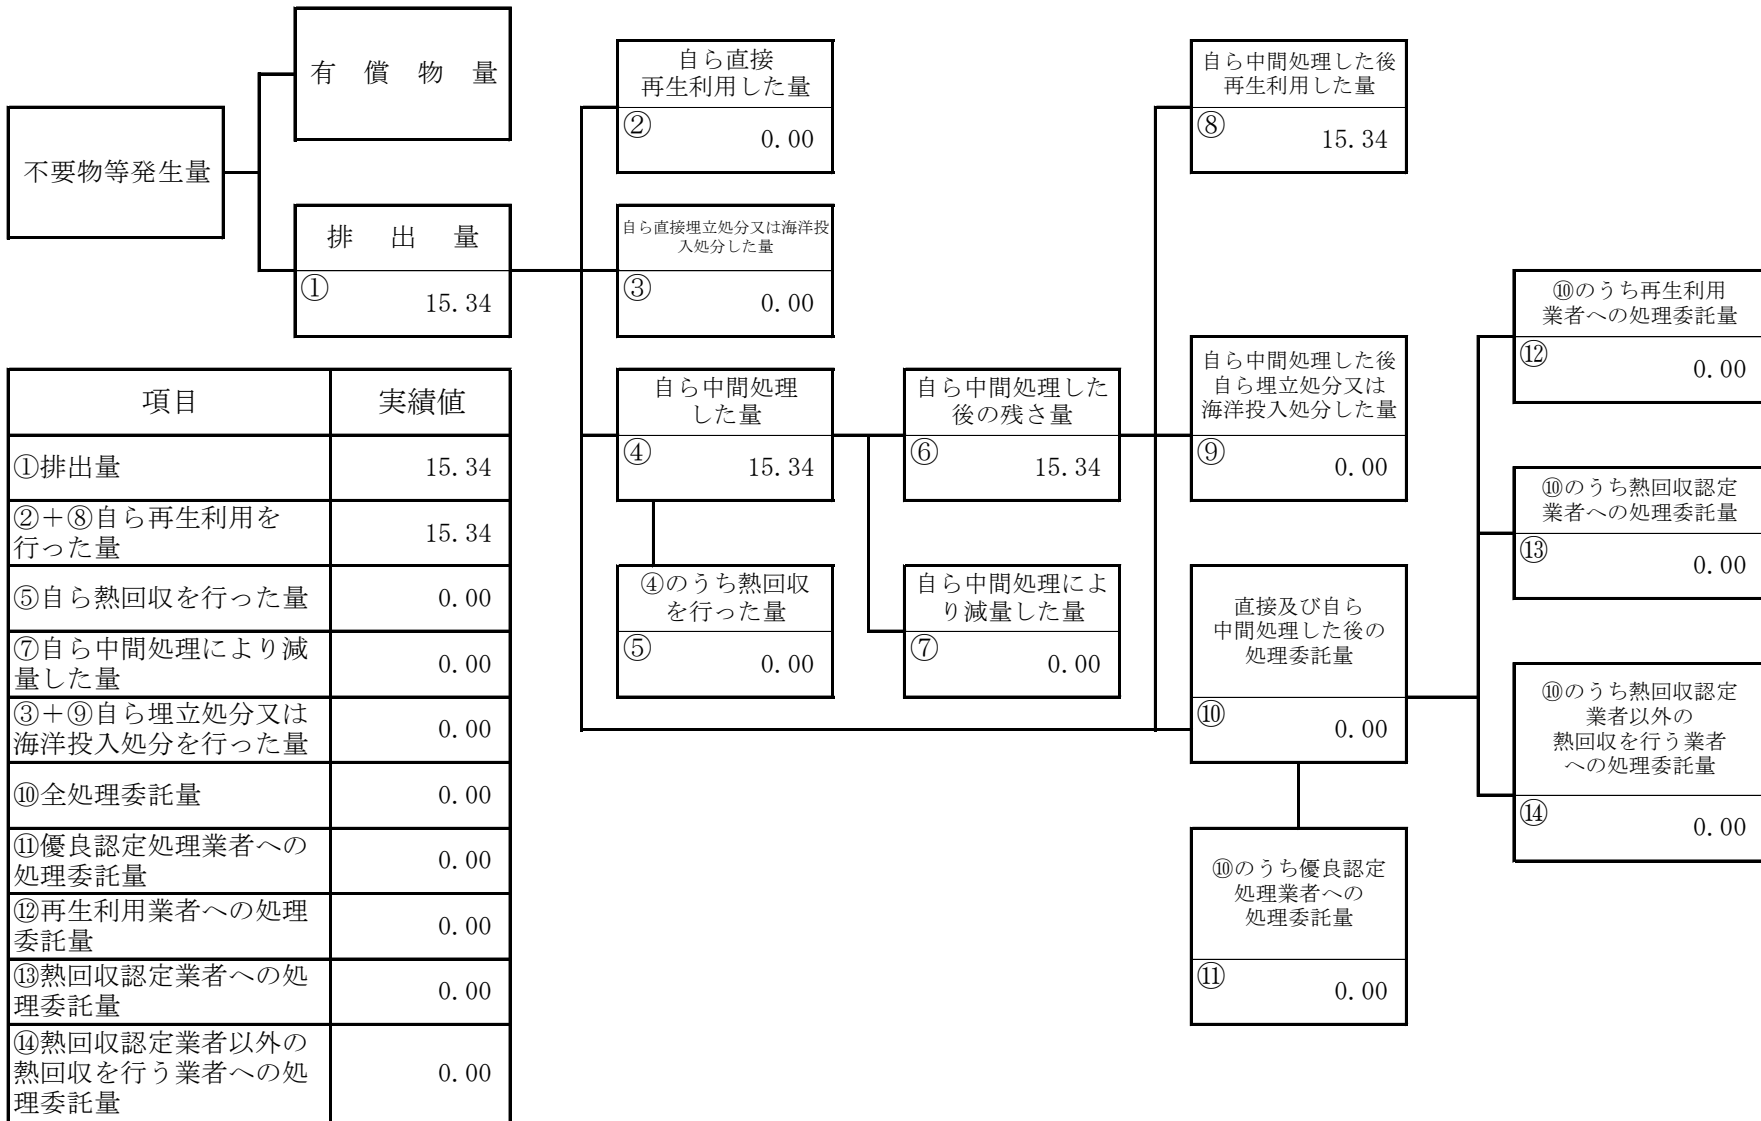 不要物等発生量
有 償 物 量
排 出 量
① 15.34
自ら直接
再生利用した量
② 0.00
自ら直接埋立処分又は海洋投
入処分した量
③ 0.00
自ら中間処理
した量
④ 15.34
④のうち熱回収
を行った量
⑤ 0.00
自ら中間処理した
後の残さ量
⑥ 15.34
自ら中間処理によ
り減量した量
⑦ 0.00
自ら中間処理した後
再生利用した量
⑧ 15.34
自ら中間処理した後
自ら埋立処分又は
海洋投入処分した量
⑨ 0.00
直接及び自ら
中間処理した後の
処理委託量
⑩ 0.00
⑩のうち優良認定
処理業者への
処理委託量
⑪ 0.00
⑩のうち再生利用
業者への処理委託量
⑫ 0.00
⑩のうち熱回収認定
業者への処理委託量
⑬ 0.00
⑩のうち熱回収認定
業者以外の
熱回収を行う業者
への処理委託量
⑭ 0.00
項目 実績値
①排出量 15.34
②＋⑧自ら再生利用を
行った量 15.34
⑤自ら熱回収を行った量 0.00
⑦自ら中間処理により減
量した量 0.00
③＋⑨自ら埋立処分又は
海洋投入処分を行った量 0.00
⑩全処理委託量 0.00
⑪優良認定処理業者への
処理委託量 0.00
⑫再生利用業者への処理
委託量 0.00
⑬熱回収認定業者への処
理委託量 0.00
⑭熱回収認定業者以外の
熱回収を行う業者への処
理委託量 0.00